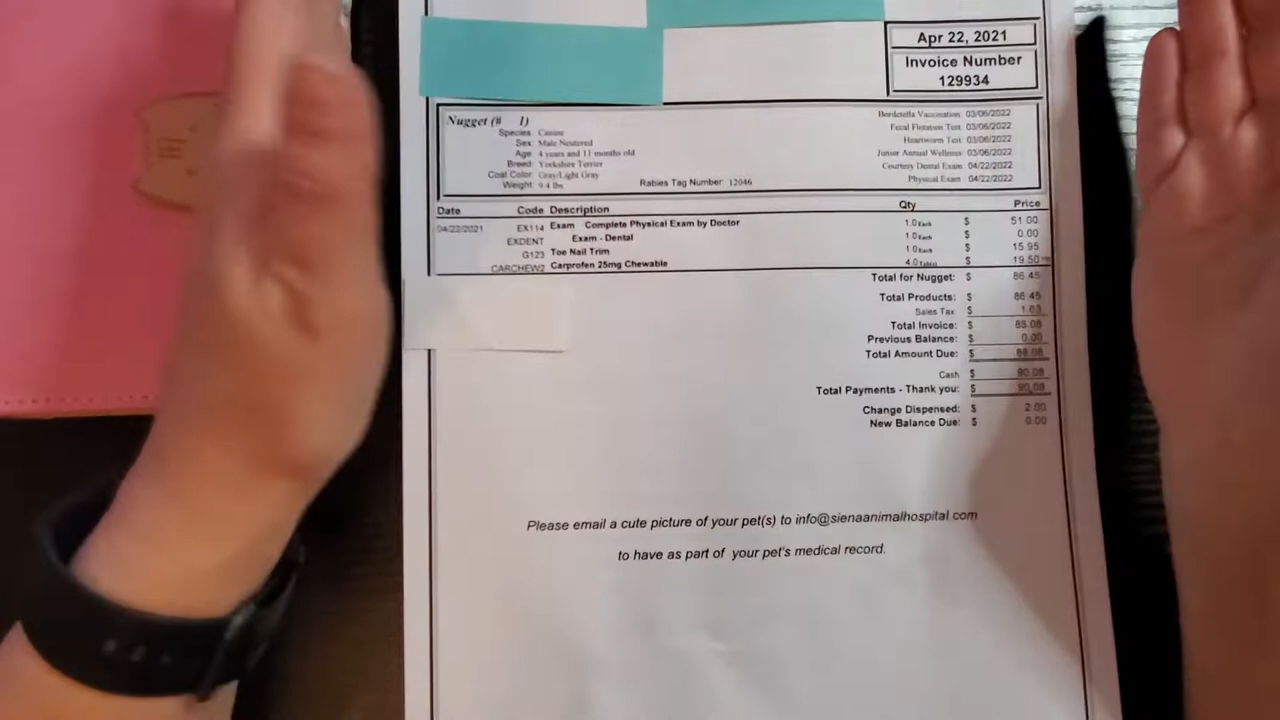 Apr 22, 2021
Invoice Number
129934
Nugget (# 1)
Species: Canine
Sex: Male Neutered
Age: 4 years and 11 months old
Breed: Yorkshire Terrier
Coat Color: Gray/Light Gray
Weight: 9.4 lbs
Rabies Tag Number: 12046
Bordetella Vaccination: 03/06/2022
Fecal Flotation Test: 03/06/2022
Heartworm Test: 03/06/2022
Junior Annual Wellness: 03/06/2022
Courtesy Dental Exam: 04/22/2022
Physical Exam: 04/22/2022
Date Code Description Qty Price
04/22/2021 EX114 Exam Complete Physical Exam by Doctor 1.0 Each $ 51.00
EXDENT Exam - Dental 1.0 Each $ 0.00
G123 Toe Nail Trim 1.0 Each $ 15.95
CARCHEW2 Carprofen 25mg Chewable 4.0 $ 19.50
Total for Nugget: $ 86.45
Total Products: $ 86.45
Sales Tax $ 1.63
Total Invoice: $ 88.08
Previous Balance: $ 0.00
Total Amount Due: $ 88.08
Cash $ 90.08
Total Payments - Thank you: $ 90.08
Change Dispensed: $ 2.00
New Balance Due: $ 0.00
Please email a cute picture of your pet(s) to info@sienaanimalhospital.com
to have as part of your pet's medical record.